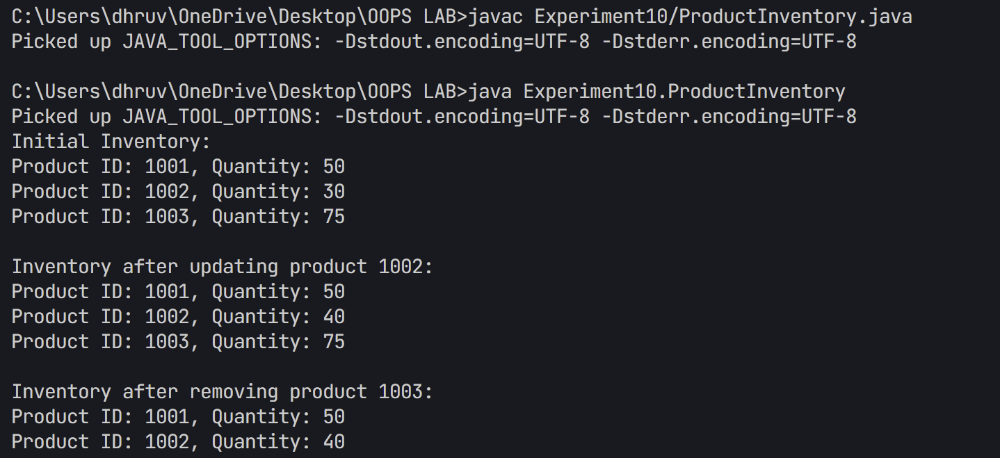 C:\Users\dhruv\OneDrive\Desktop\OOPS LAB>javac Experiment10/ProductInventory.java
Picked up JAVA_TOOL_OPTIONS: -Dstdout.encoding=UTF-8 -Dstderr.encoding=UTF-8
C:\Users\dhruv\OneDrive\Desktop\OOPS LAB>java Experiment10.ProductInventory
Picked up JAVA_TOOL_OPTIONS: -Dstdout.encoding=UTF-8 -Dstderr.encoding=UTF-8
Initial Inventory:
Product ID: 1001, Quantity: 50
Product ID: 1002, Quantity: 30
Product ID: 1003, Quantity: 75
Inventory after updating product 1002:
Product ID: 1001, Quantity: 50
Product ID: 1002, Quantity: 40
Product ID: 1003, Quantity: 75
Inventory after removing product 1003:
Product ID: 1001, Quantity: 50
Product ID: 1002, Quantity: 40